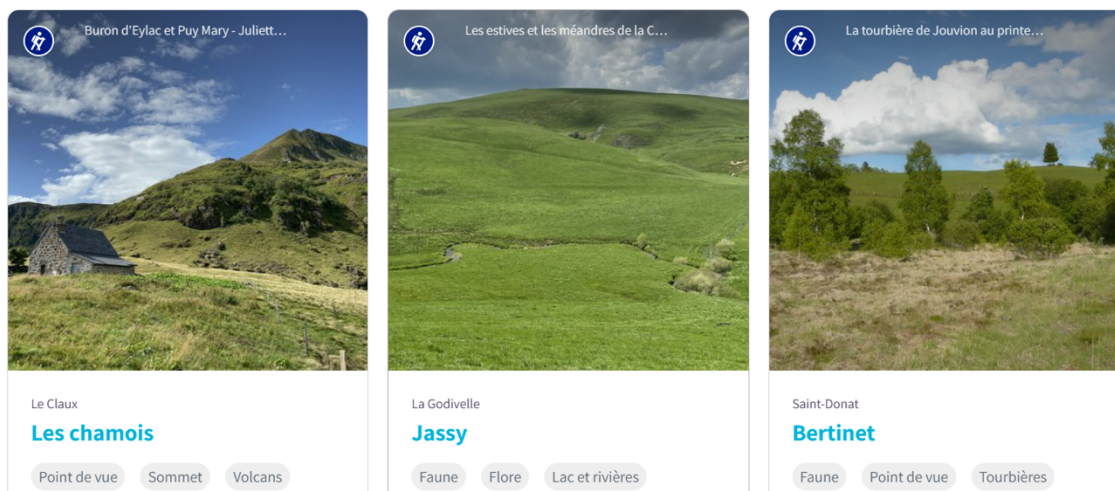 Buron d'Eylac et Puy Mary - Juliett...
Les estives et les méandres de la C...
La tourbière de Jouvion au printe...
Le Claux
Les chamois
Point de vue Sommet Volcans
La Godivelle
Jassy
Faune Flore Lac et rivières
Saint-Donat
Bertinet
Faune Point de vue Tourbières